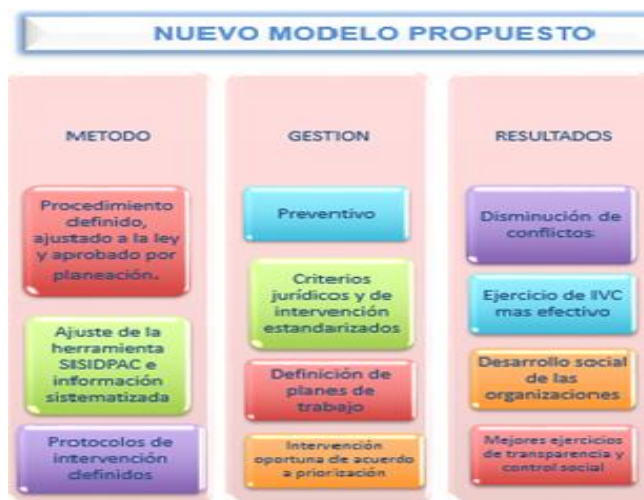 NUEVO MODELO PROPUESTO
METODO
Procedimiento
definido,
ajustado a la ley
y aprobado por
planeación.
Ajuste de la
herramienta
SISIDPAC e
información
sistematizada
Protocolos de
intervención
definidos
GESTION
Preventivo
Criterios
jurídicos y de
intervención
estandarizados
Definición de
planes de
trabajo
Intervención
oportuna de acuerdo
a priorización
RESULTADOS
Disminución de
conflictos
Ejercicio de IVC
mas efectivo
Desarrollo social
de las
organizaciones
Mejores ejercicios
de transparencia y
control social